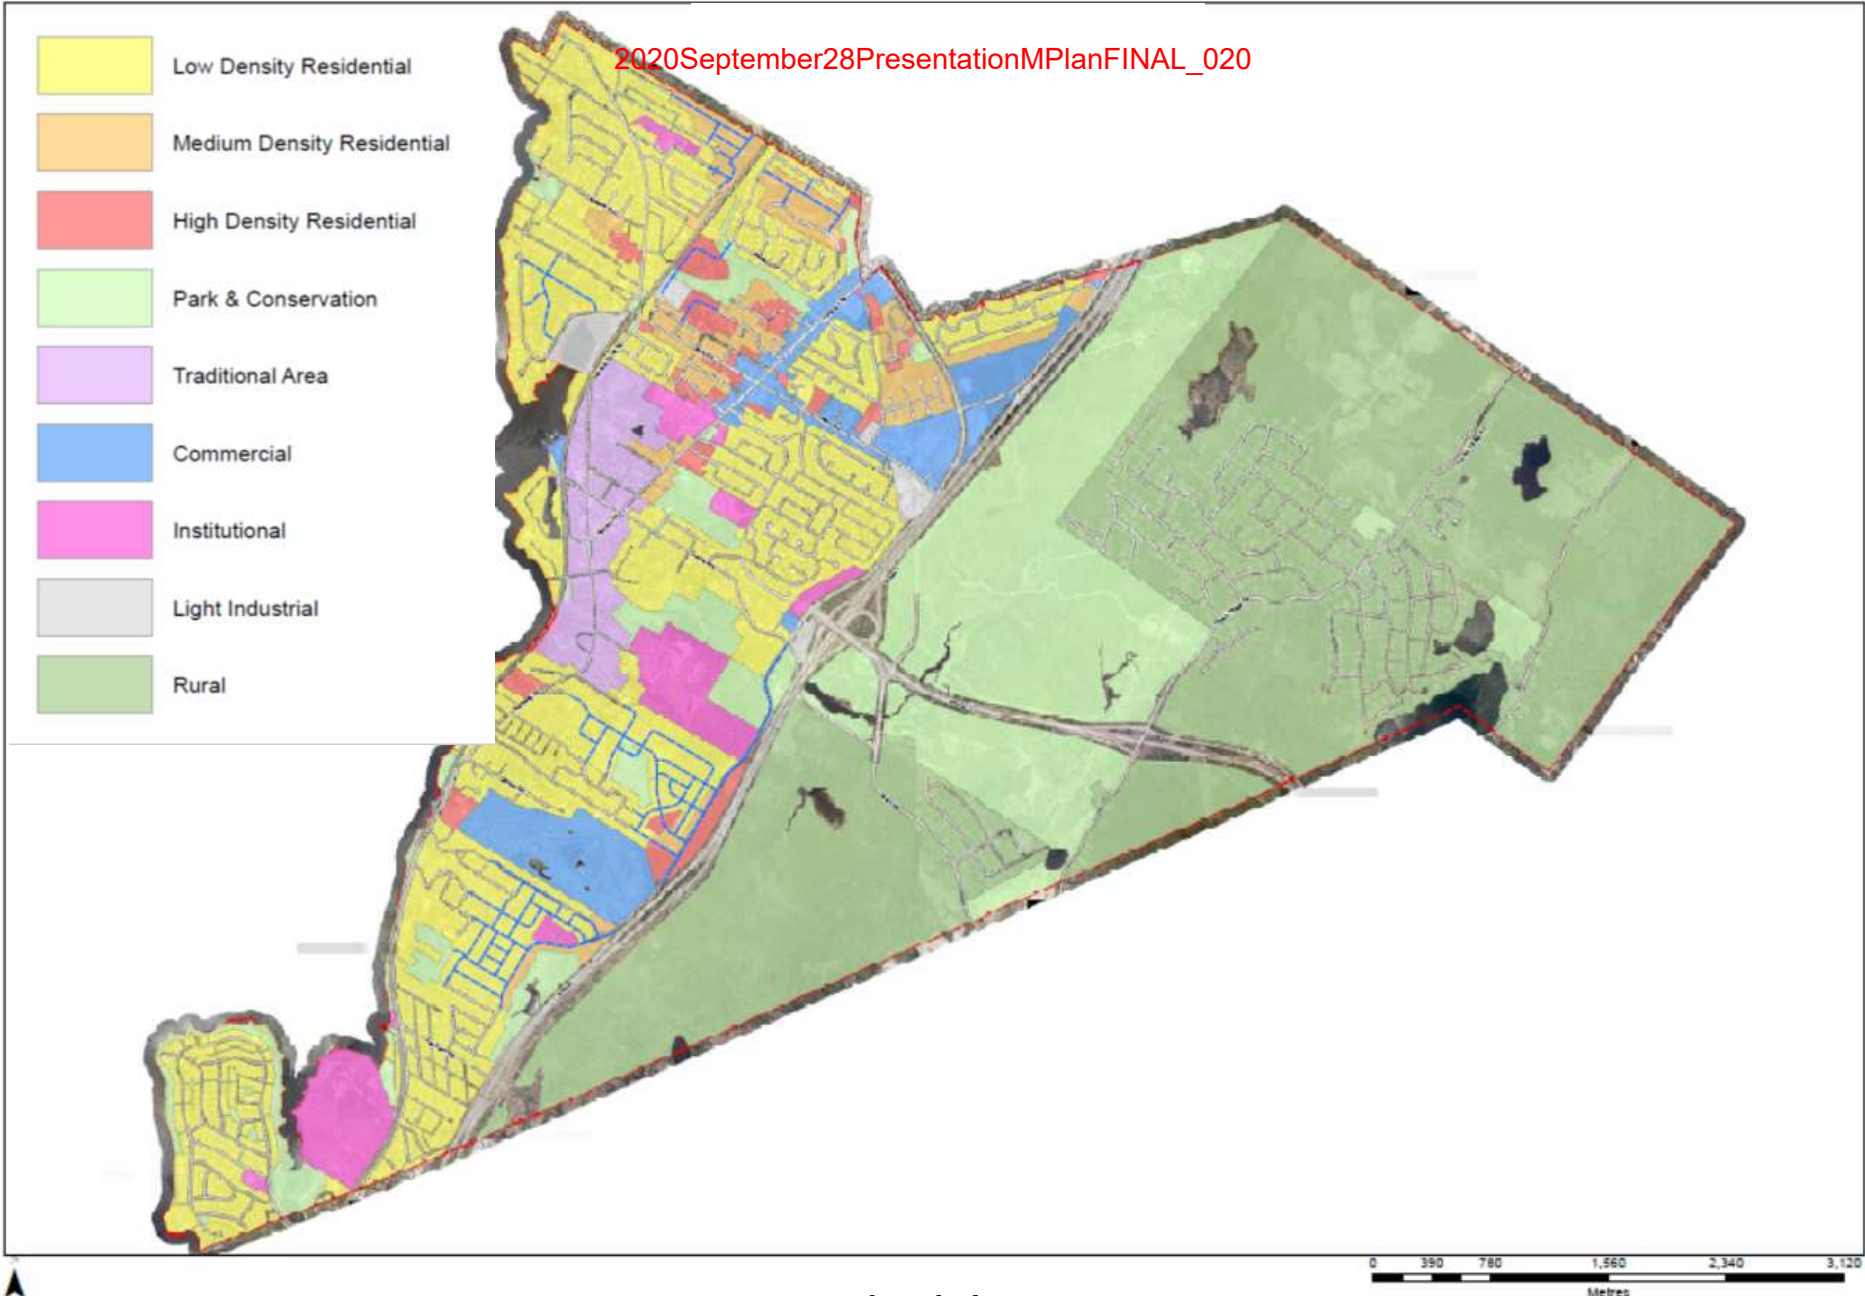 2020September28PresentationMPlanFINAL_020
Low Density Residential
Medium Density Residential
High Density Residential
Park & Conservation
Traditional Area
Commercial
Institutional
Light Industrial
Rural
0 390 780 1,560 2,340 3,120
Metres